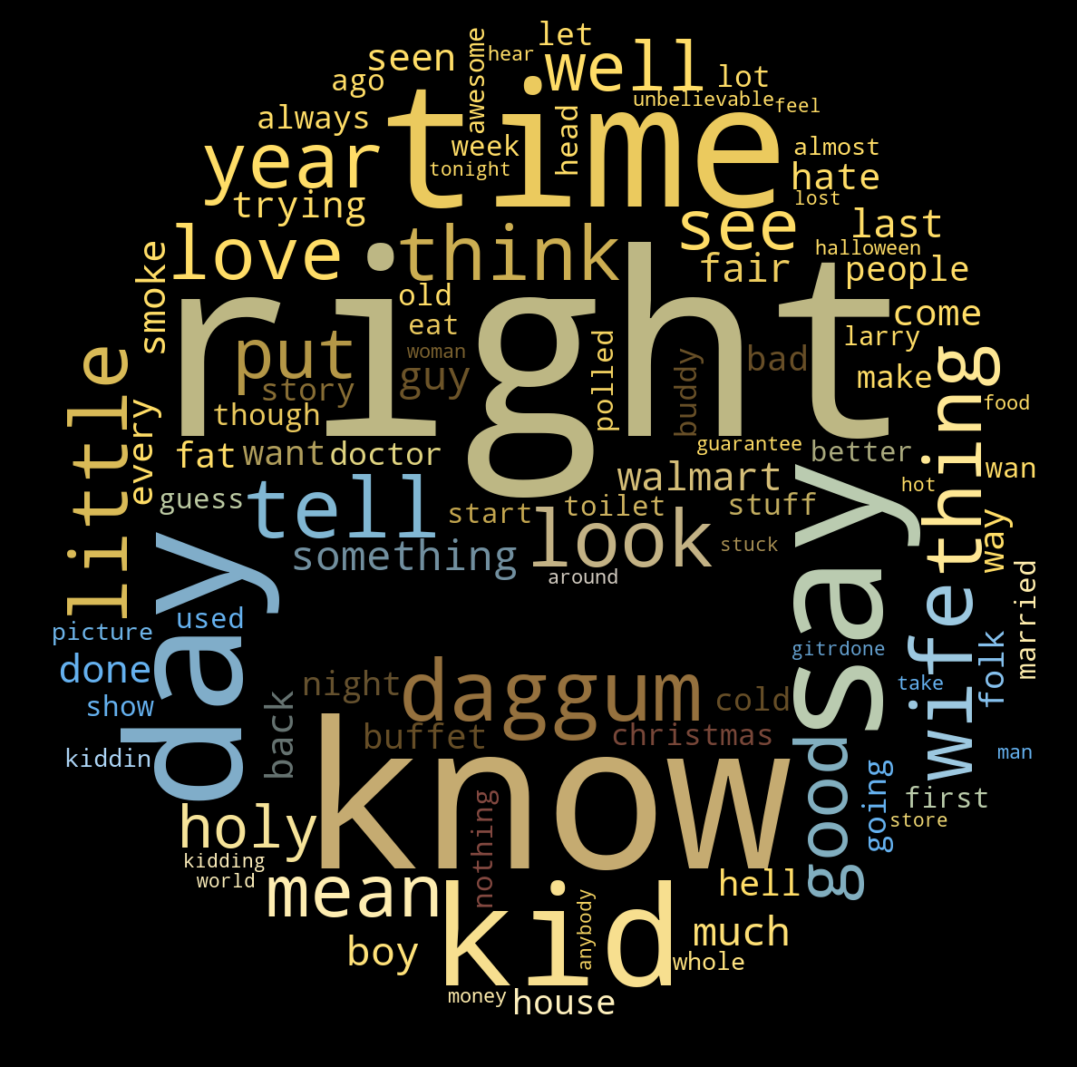 let
seen
awesome
hear
well
lot
ago
unbelievable
feel
always
time
head
week
almost
year
tonight
hate
lost
trying
see
last
love
think
halloween
smoke
fair
people
right
old
come
eat
larry
little
put
woman
polled
buddy
bad
thing
guy
make
story
food
every
though
guarantee
fat
want
doctor
better
walmart
wan
guess
tell
hot
toilet
stuff
start
look
say
way
something
stuck
around
day
married
wife
used
picture
folk
done
gitrdone
night
daggum
take
show
back
cold
buffet
christmas
kiddin
know
good
man
going
nothing
first
holy
store
kidding
world
mean
hell
kid
anybody
much
boy
whole
money
house